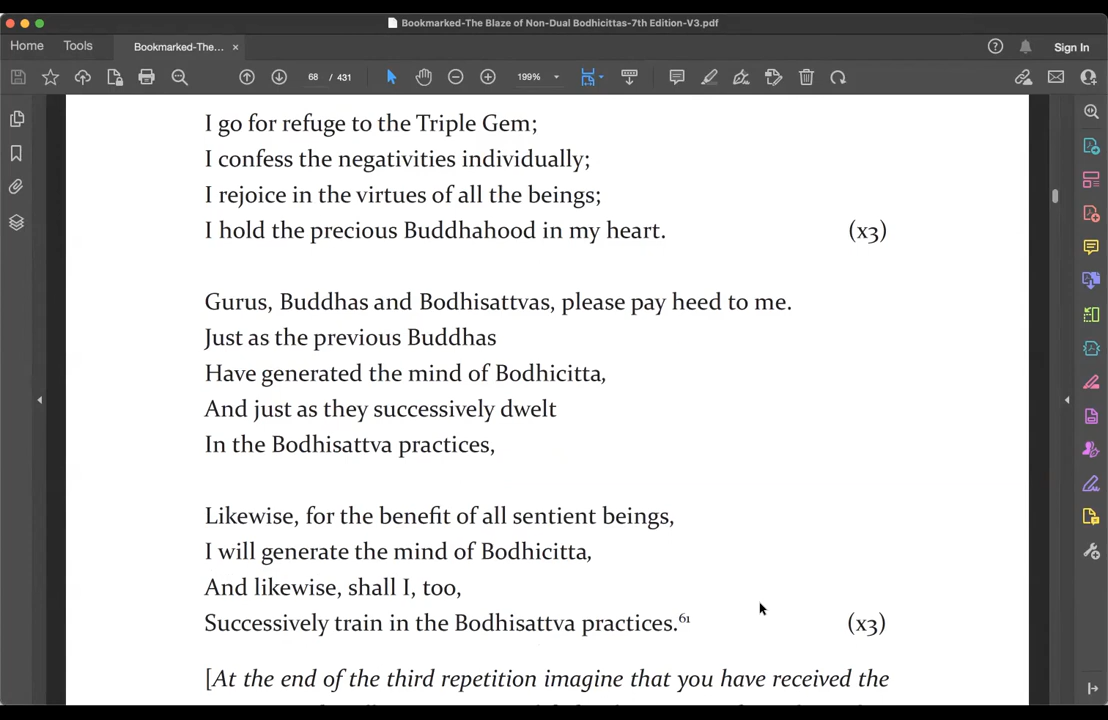 Bookmarked-The Blaze of Non-Dual Bodhicittas-7th Edition-V3.pdf
Home Tools Bookmarked-The... × Sign In
68 / 431 199%
I go for refuge to the Triple Gem;
I confess the negativities individually;
I rejoice in the virtues of all the beings;
I hold the precious Buddhahood in my heart. (x3)
Gurus, Buddhas and Bodhisattvas, please pay heed to me.
Just as the previous Buddhas
Have generated the mind of Bodhicitta,
And just as they successively dwelt
In the Bodhisattva practices,
Likewise, for the benefit of all sentient beings,
I will generate the mind of Bodhicitta,
And likewise, shall I, too,
Successively train in the Bodhisattva practices.⁶¹ (x3)
[At the end of the third repetition imagine that you have received the